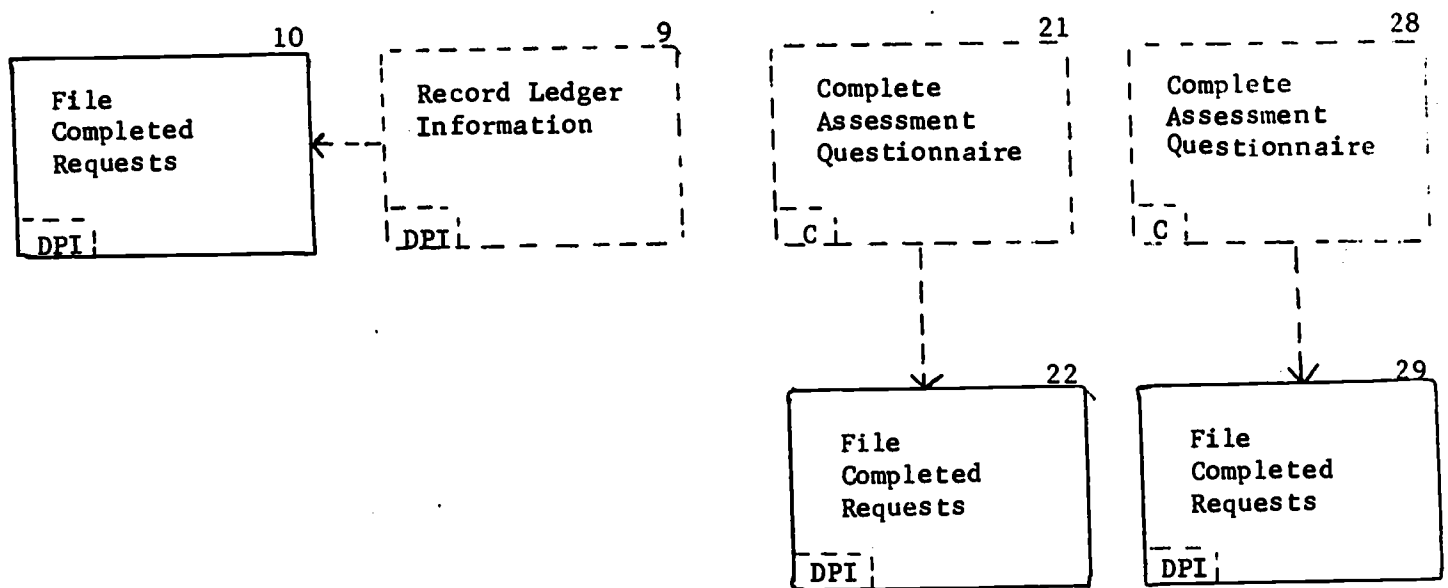 10
File
Completed
Requests
DPI
9
Record Ledger
Information
DPI
21
Complete
Assessment
Questionnaire
C
28
Complete
Assessment
Questionnaire
C
22
File
Completed
Requests
DPI
29
File
Completed
Requests
DPI